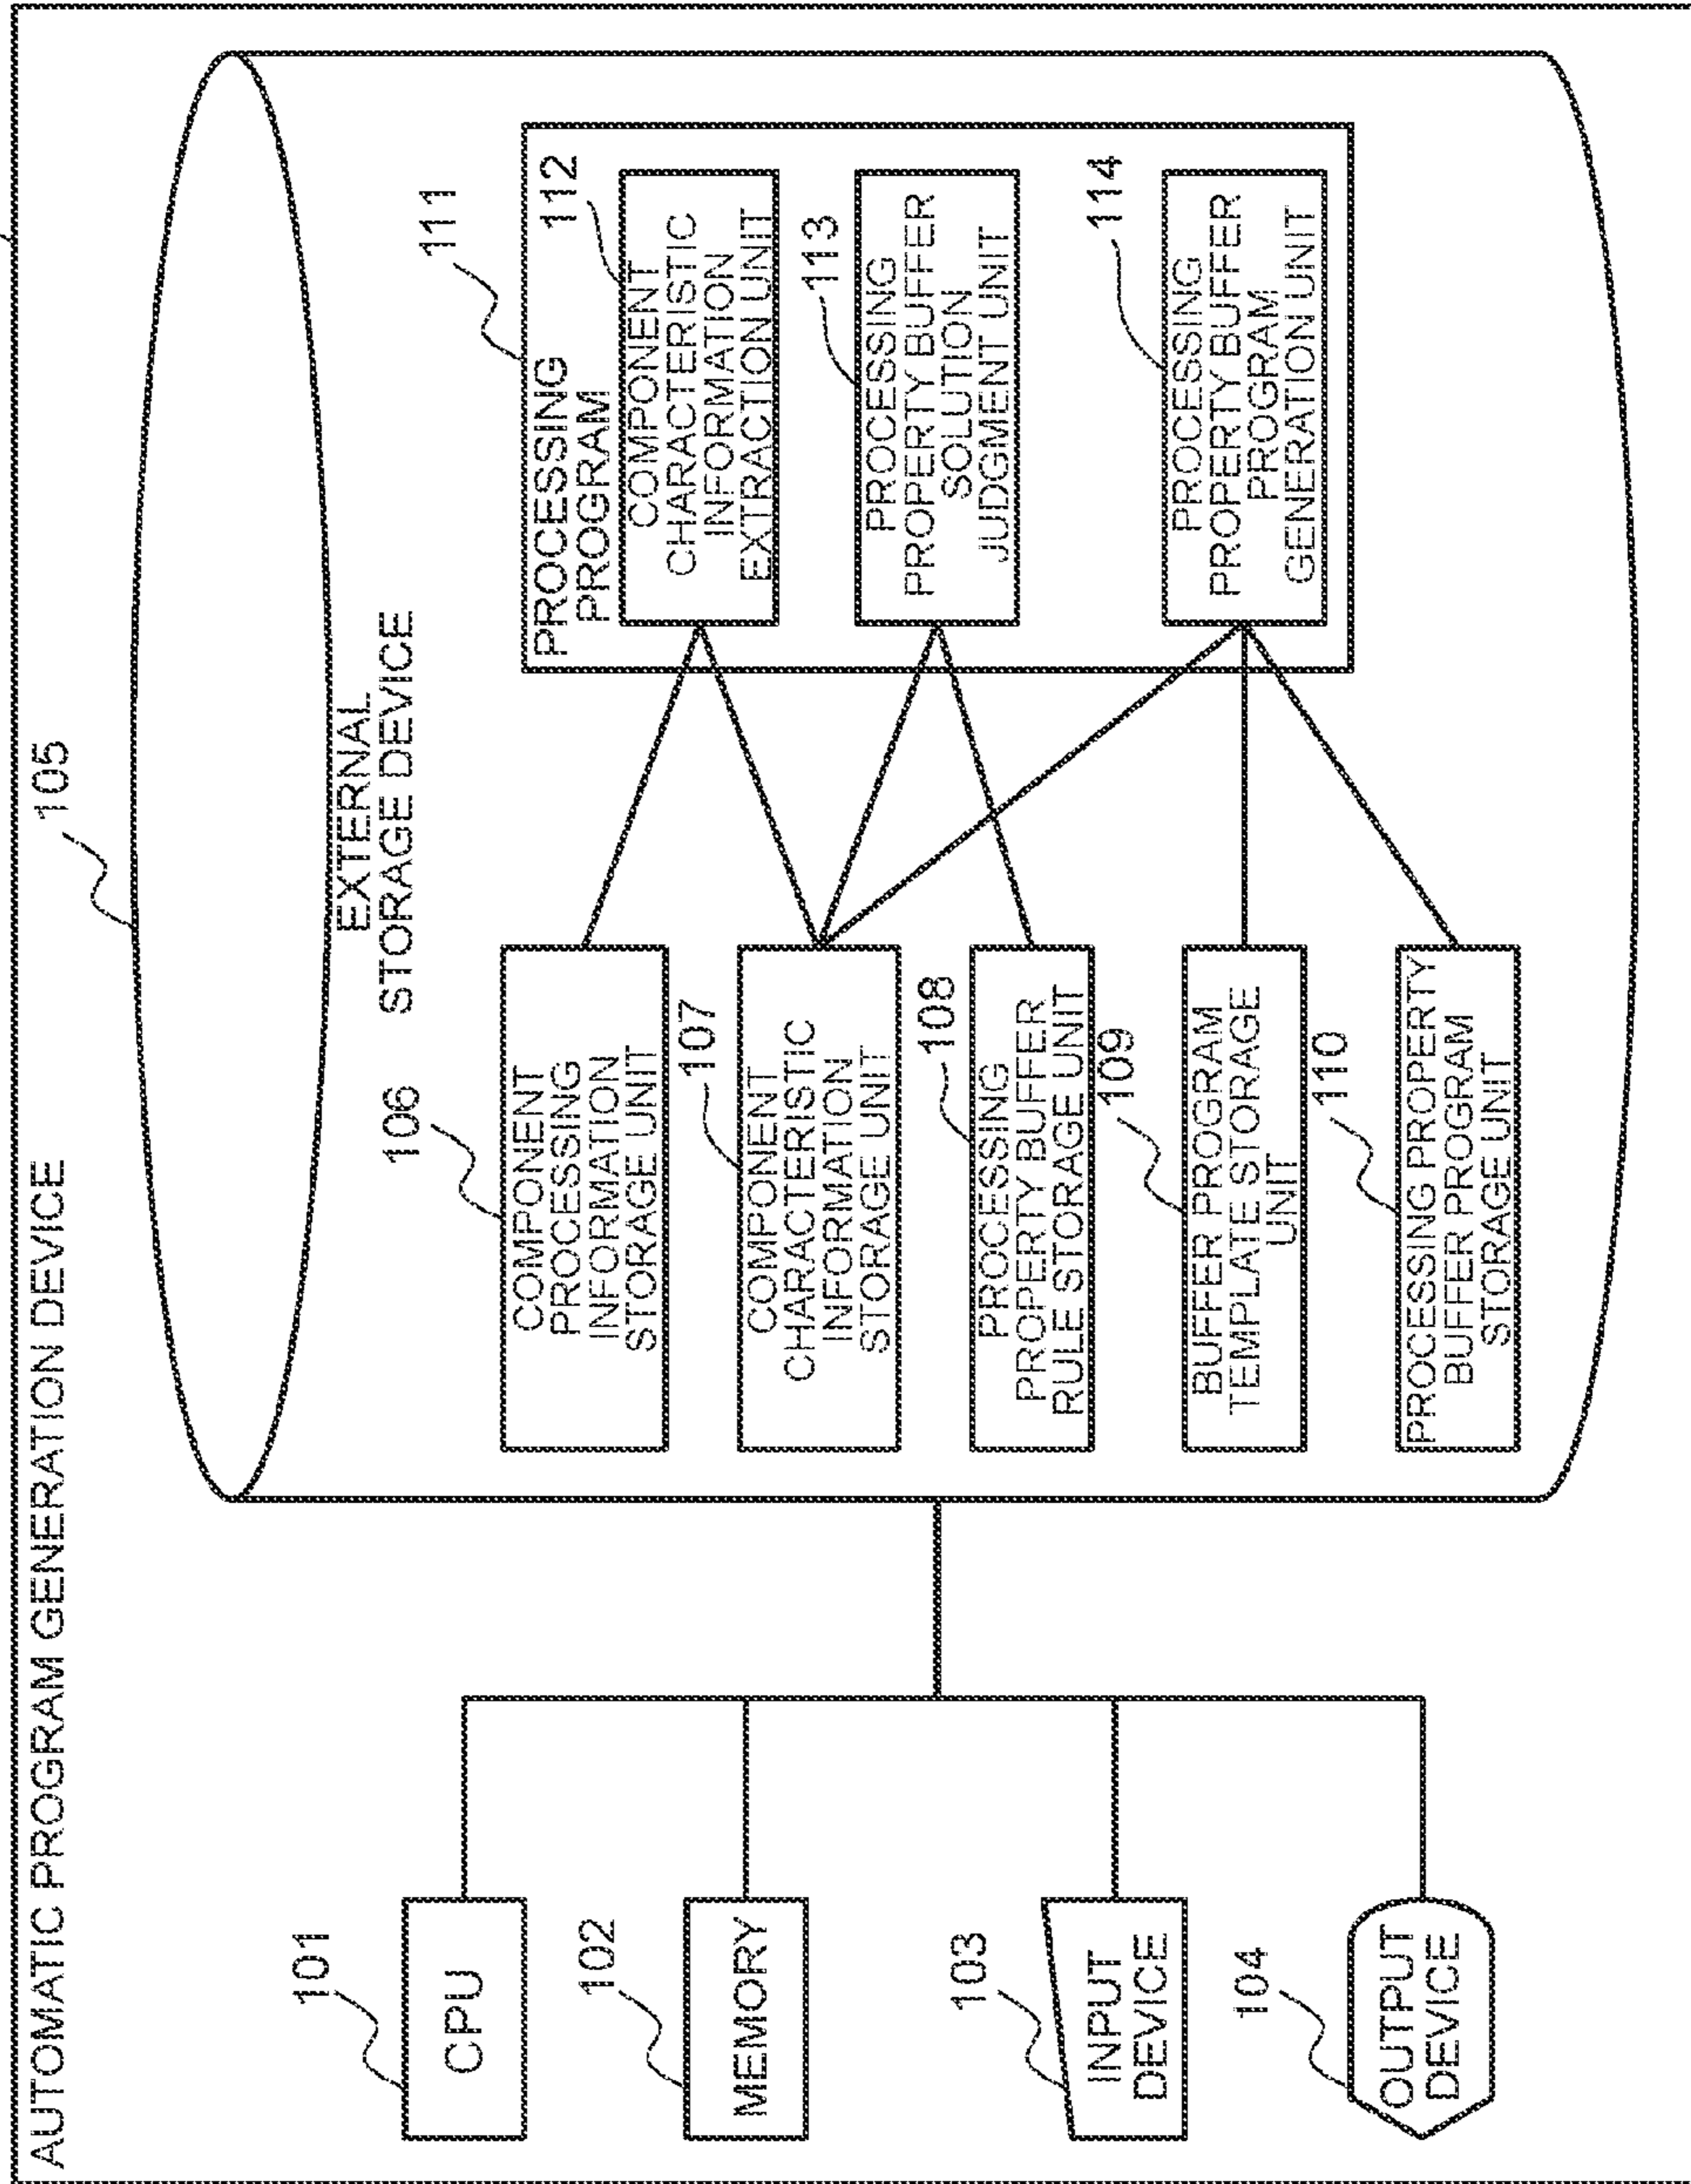 AUTOMATIC PROGRAM GENERATION DEVICE
101
CPU
102
MEMORY
103
INPUT
DEVICE
104
OUTPUT
DEVICE
105
EXTERNAL
STORAGE DEVICE
106
COMPONENT
PROCESSING
INFORMATION
STORAGE UNIT
107
COMPONENT
CHARACTERISTIC
INFORMATION
STORAGE UNIT
108
PROCESSING
PROPERTY BUFFER
RULE STORAGE UNIT
109
BUFFER PROGRAM
TEMPLATE STORAGE
UNIT
110
PROCESSING PROPERTY
BUFFER PROGRAM
STORAGE UNIT
111
PROCESSING
PROGRAM
112
COMPONENT
CHARACTERISTIC
INFORMATION
EXTRACTION UNIT
113
PROCESSING
PROPERTY BUFFER
SOLUTION
JUDGMENT UNIT
114
PROCESSING
PROPERTY BUFFER
PROGRAM
GENERATION UNIT